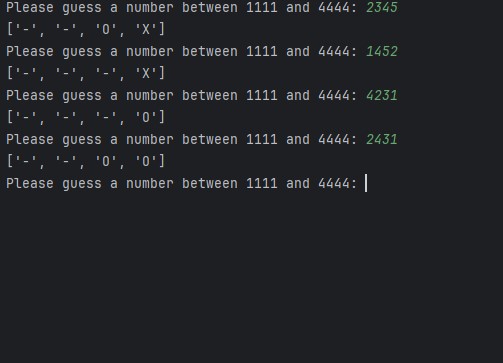 Please guess a number between 1111 and 4444: 2345
['-', '-', 'O', 'X']
Please guess a number between 1111 and 4444: 1452
['-', '-', '-', 'X']
Please guess a number between 1111 and 4444: 4231
['-', '-', '-', 'O']
Please guess a number between 1111 and 4444: 2431
['-', '-', 'O', 'O']
Please guess a number between 1111 and 4444: